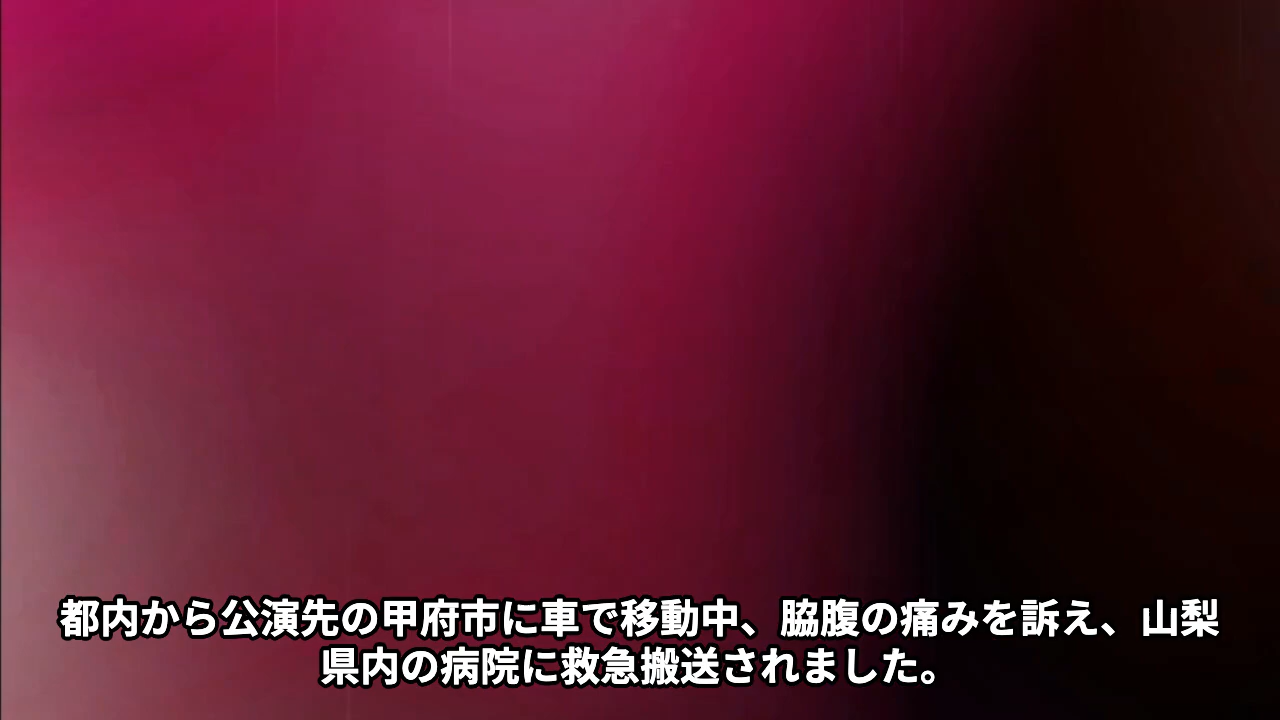 都内から公演先の甲府市に車で移動中、脇腹の痛みを訴え、山梨
県内の病院に救急搬送されました。